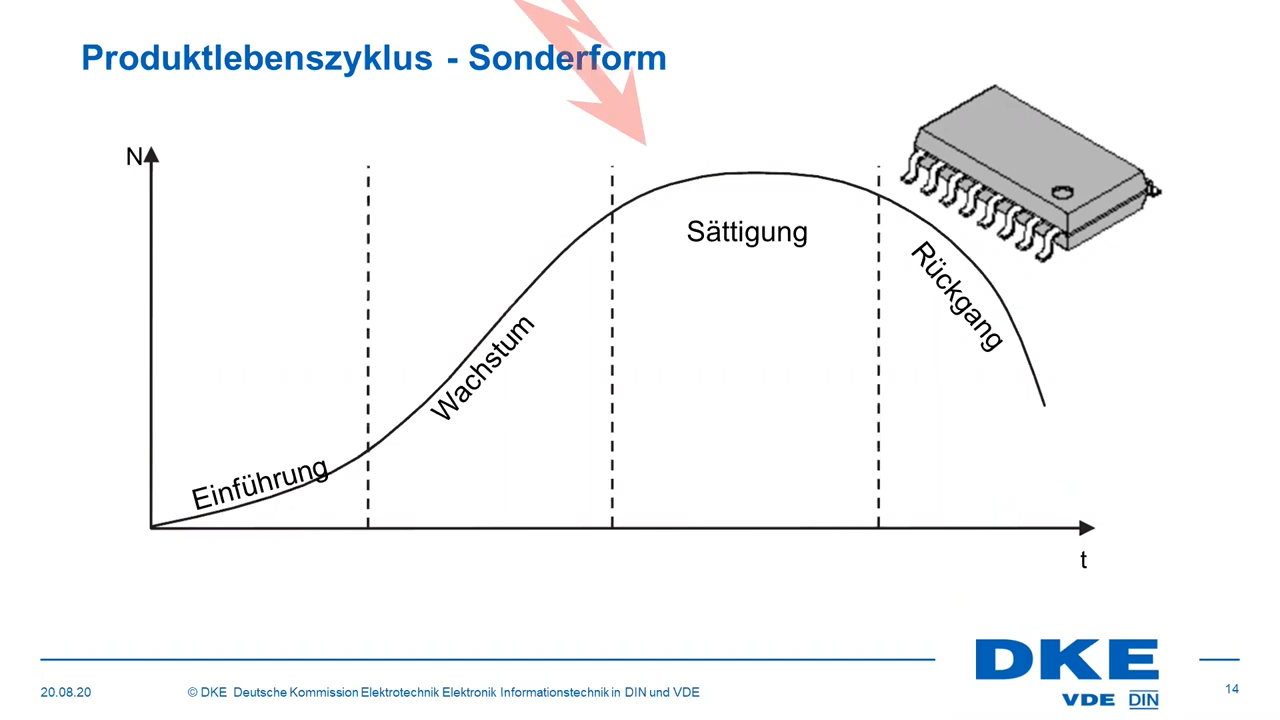 Produktlebenszyklus - Sonderform
N
Sättigung
Rückgang
Wachstum
Einführung
t
DKE
VDE DIN
20.08.20
© DKE Deutsche Kommission Elektrotechnik Elektronik Informationstechnik in DIN und VDE
14